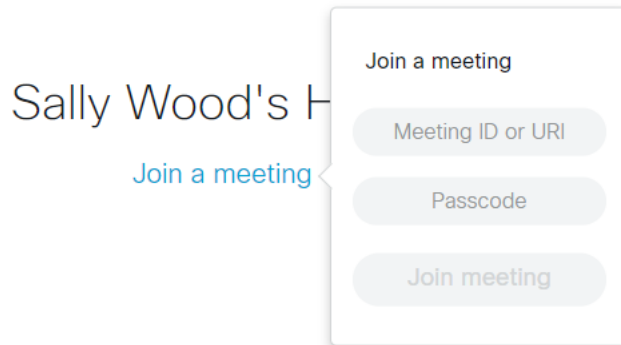 Sally Wood's H
Join a meeting
Join a meeting
Meeting ID or URI
Passcode
Join meeting